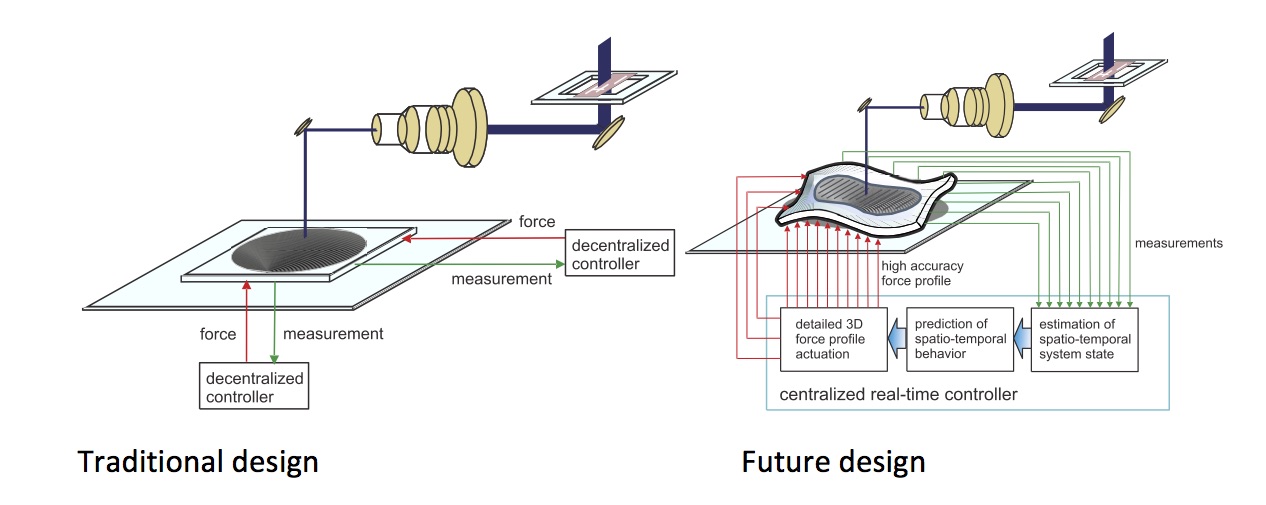 force
decentralized
controller
measurement
force
measurement
decentralized
controller
Traditional design
measurements
high accuracy
force profile
detailed 3D
force profile
actuation
prediction of
spatio-temporal
behavior
estimation of
spatio-temporal
system state
centralized real-time controller
Future design